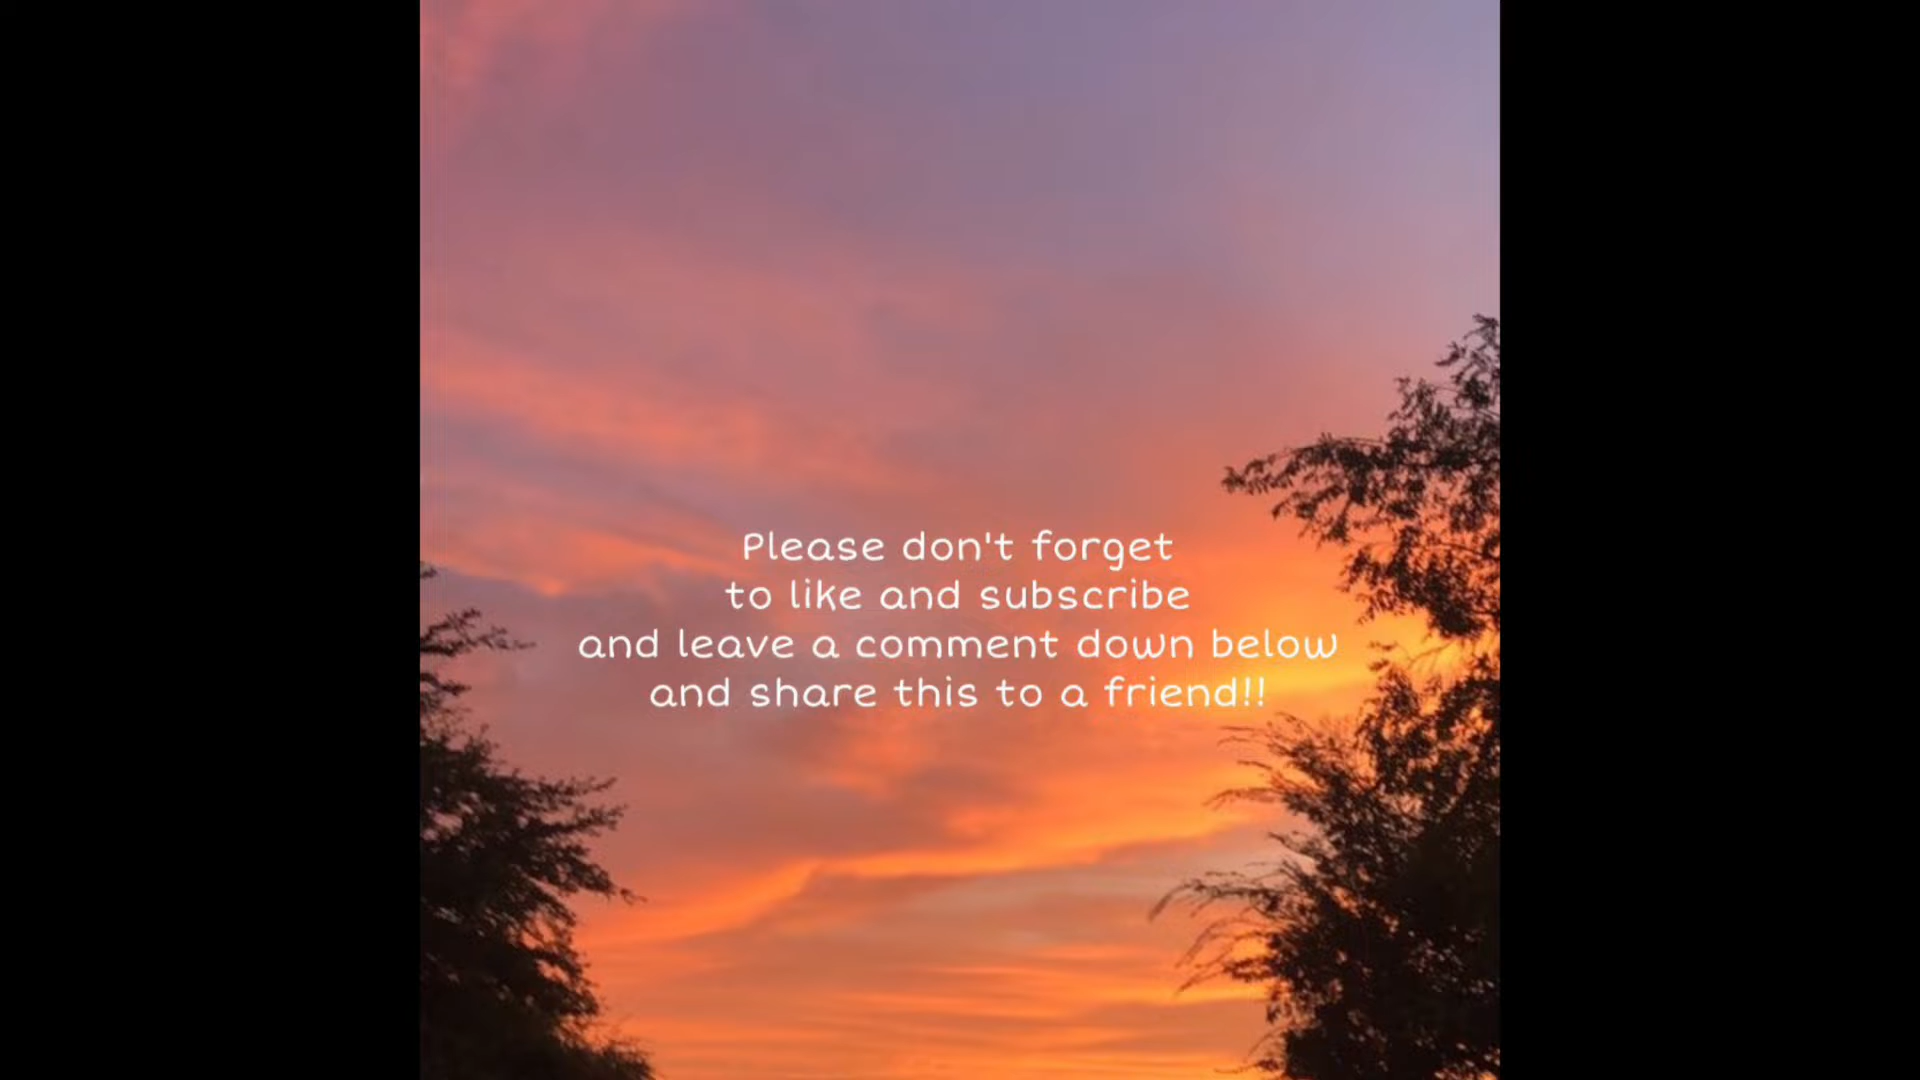 Please don't forget
to like and subscribe
and leave a comment down below
and share this to a friend!!